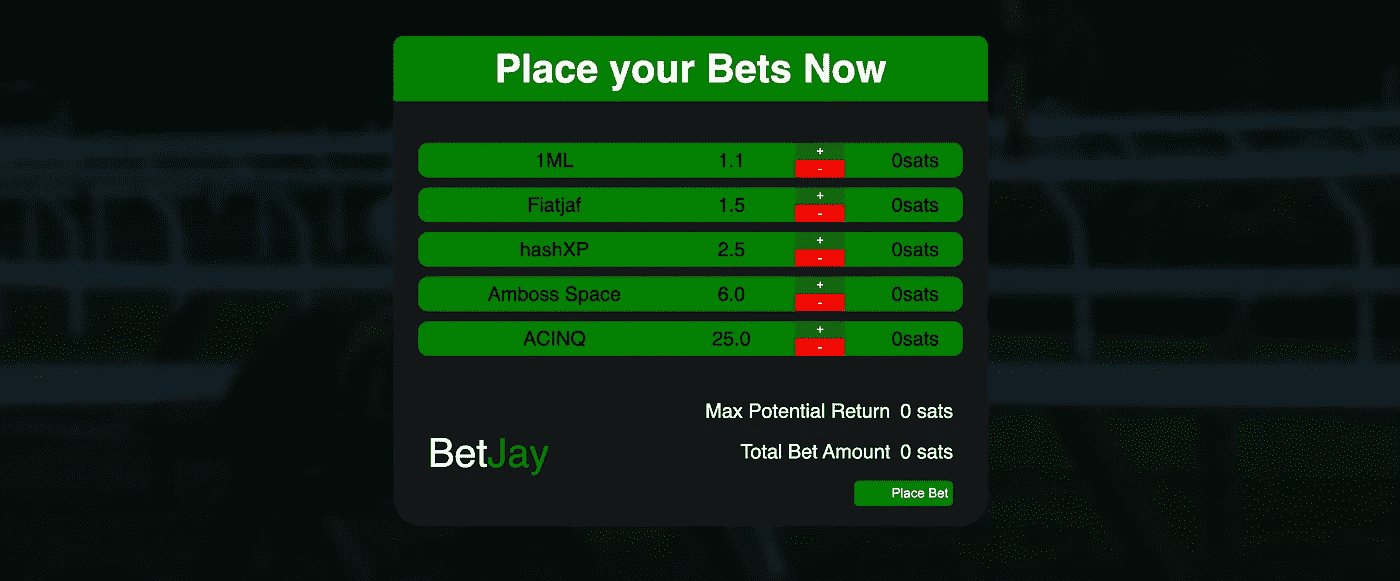 Place your Bets Now
1ML 1.1 + - 0sats
Fiatjaf 1.5 + - 0sats
hashXP 2.5 + - 0sats
Amboss Space 6.0 + - 0sats
ACINQ 25.0 + - 0sats
Max Potential Return 0 sats
BetJay
Total Bet Amount 0 sats
Place Bet